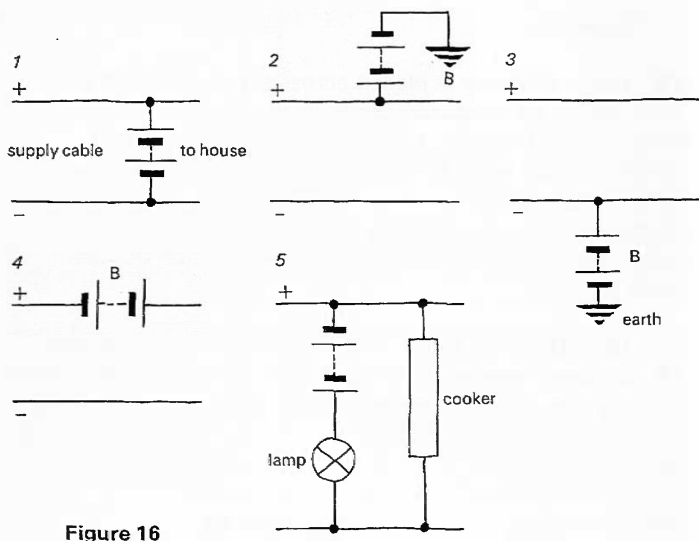 1
+
supply cable
to house
−
2
B
+
−
3
+
−
B
earth
4
B
+
−
5
+
cooker
lamp
Figure 16